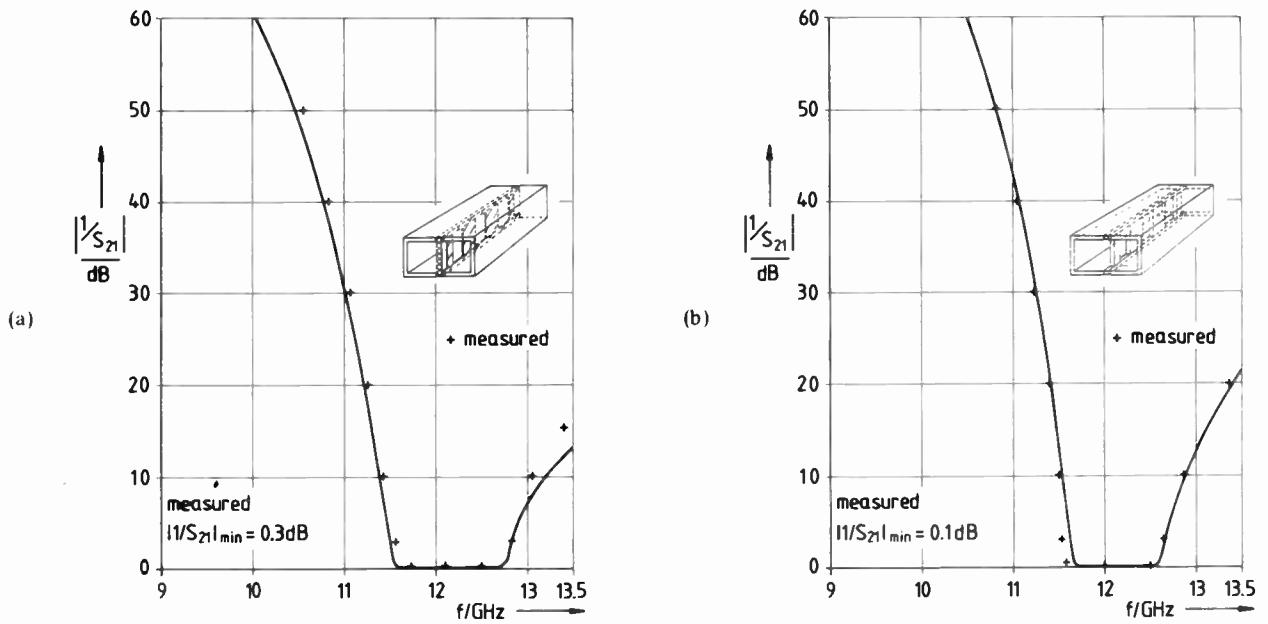 (a)
60
50
40
30
20
10
0
|1/S21|
dB
+ measured
measured
|1/S21|min = 0.3dB
9 10 11 12 13 13.5
f/GHz
(b)
60
50
40
30
20
10
0
|1/S21|
dB
+ measured
measured
|1/S21|min = 0.1dB
9 10 11 12 13 13.5
f/GHz